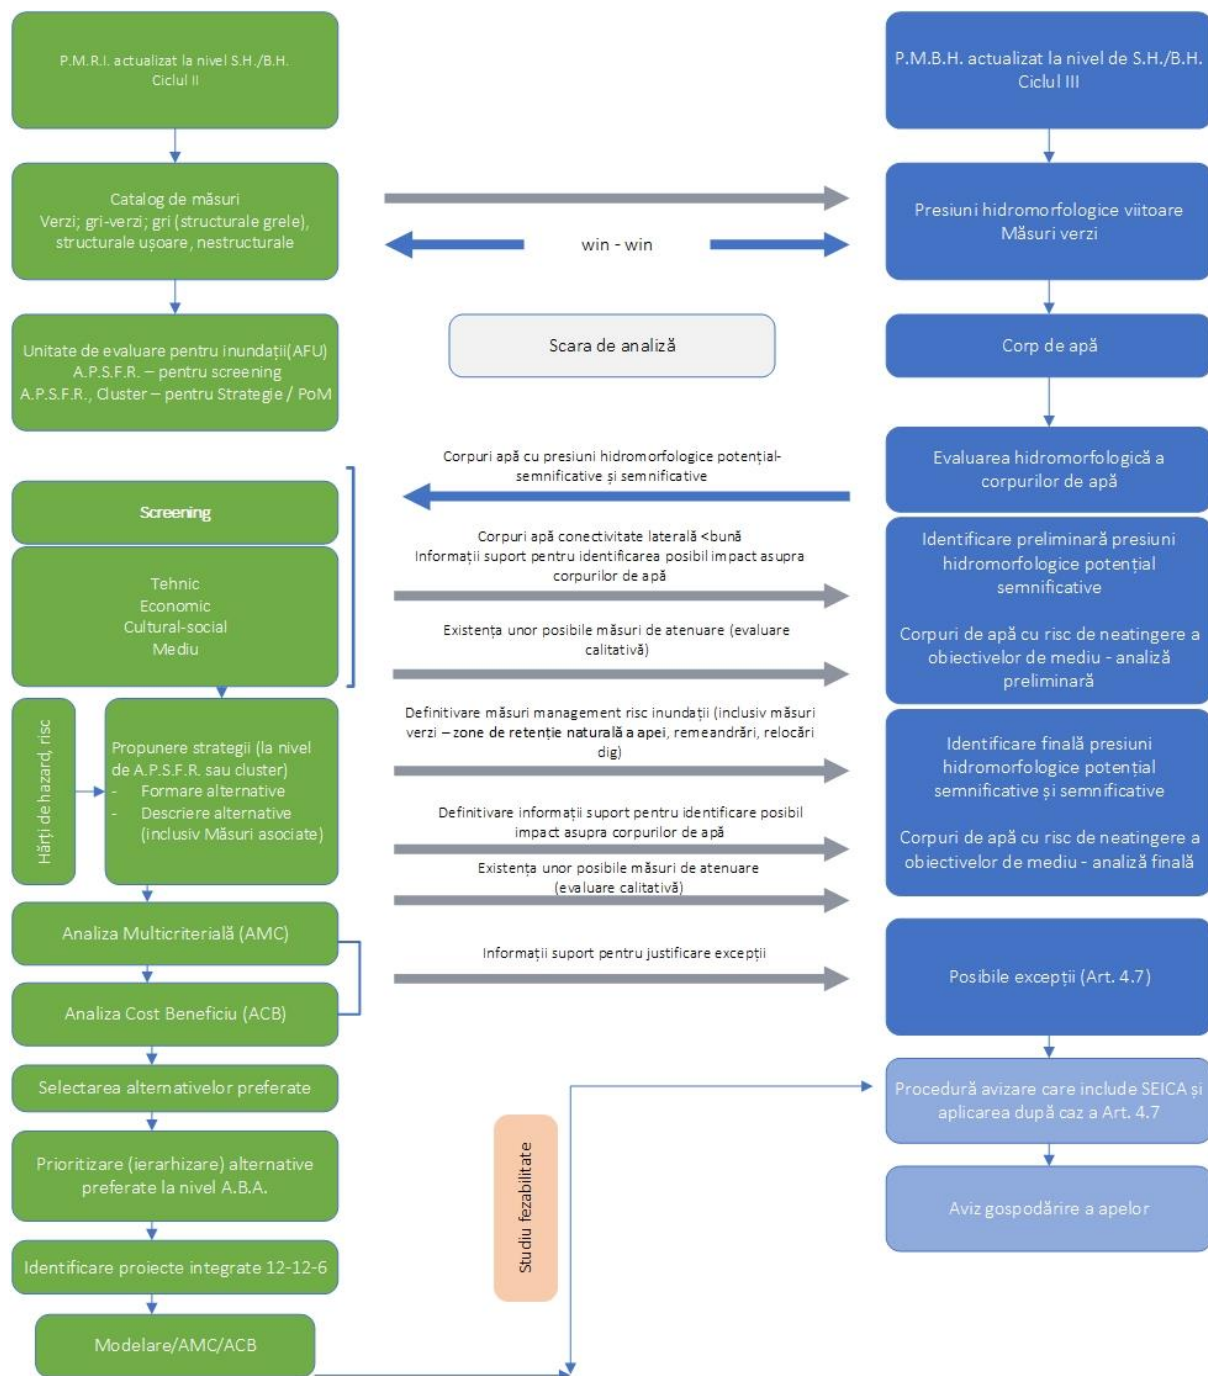 P.M.R.I. actualizat la nivel S.H./B.H.
Ciclul II
P.M.B.H. actualizat la nivel de S.H./B.H.
Ciclul III
Catalog de măsuri
Verzi; gri-verzi; gri (structurale grele),
structurale ușoare, nestructurale
win - win
Presiuni hidromorfologice viitoare
Măsuri verzi
Unitate de evaluare pentru inundații(AFU)
A.P.S.F.R. – pentru screening
A.P.S.F.R., Cluster – pentru Strategie / PoM
Scara de analiză
Corp de apă
Corpuri apă cu presiuni hidromorfologice potențial-
semnificative și semnificative
Evaluarea hidromorfologică a
corpurilor de apă
Screening
Tehnic
Economic
Cultural-social
Mediu
Corpuri apă conectivitate laterală <bună
Informații suport pentru identificarea posibil impact asupra
corpurilor de apă
Existența unor posibile măsuri de atenuare (evaluare
calitativă)
Identificare preliminară presiuni
hidromorfologice potențial
semnificative
Corpuri de apă cu risc de neatingere a
obiectivelor de mediu - analiză
preliminară
Hărți de hazard, risc
Propunere strategii (la nivel
de A.P.S.F.R. sau cluster)
- Formare alternative
- Descriere alternative
(inclusiv Măsuri asociate)
Definitivare măsuri management risc inundații (inclusiv măsuri
verzi – zone de retenție naturală a apei, remeandrări, relocări
dig)
Definitivare informații suport pentru identificare posibil
impact asupra corpurilor de apă
Existența unor posibile măsuri de atenuare
(evaluare calitativă)
Identificare finală presiuni
hidromorfologice potențial
semnificative și semnificative
Corpuri de apă cu risc de neatingere a
obiectivelor de mediu - analiză finală
Analiza Multicriterială (AMC)
Analiza Cost Beneficiu (ACB)
Informații suport pentru justificare excepții
Posibile excepții (Art. 4.7)
Selectarea alternativelor preferate
Prioritizare (ierarhizare) alternative
preferate la nivel A.B.A.
Identificare proiecte integrate 12-12-6
Modelare/AMC/ACB
Studiu fezabilitate
Procedură avizare care include SEICA și
aplicarea după caz a Art. 4.7
Aviz gospodărire a apelor